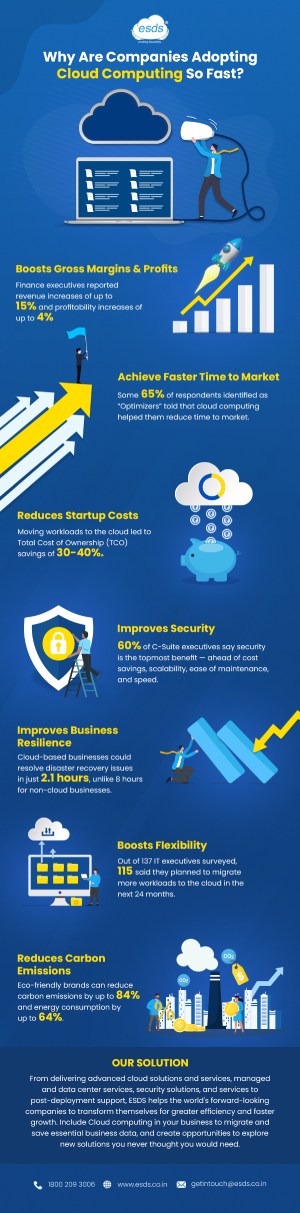 esds
Why Are Companies Adopting
Cloud Computing So Fast?
Boosts Gross Margins & Profits
Finance executives reported
revenue increases of up to
15% and profitability increases of
up to 4%
Achieve Faster Time to Market
Some 65% of respondents identified as
"Optimizers" told that cloud computing
helped them reduce time to market.
Reduces Startup Costs
Moving workloads to the cloud led to
Total Cost of Ownership (TCO)
savings of 30-40%.
Improves Security
60% of C-Suite executives say security
is the topmost benefit — ahead of cost
savings, scalability, ease of maintenance,
and speed.
Improves Business
Resilience
Cloud-based businesses could
resolve disaster recovery issues
in just 2.1 hours, unlike 8 hours
for non-cloud businesses.
Boosts Flexibility
Out of 137 IT executives surveyed,
115 said they planned to migrate
more workloads to the cloud in the
next 24 months.
Reduces Carbon
Emissions
Eco-friendly brands can reduce
carbon emissions by up to 84%
and energy consumption by
up to 64%.
CO2
CO2
$
OUR SOLUTION
From delivering advanced cloud solutions and services, managed
and data center services, security solutions, and services to
post-deployment support, ESDS helps the world's forward-looking
companies to transform themselves for greater efficiency and faster
growth. Include Cloud computing in your business to migrate and
save essential business data, and create opportunities to explore
new solutions you never thought you would need.
1800 209 3006 www.esds.co.in getintouch@esds.co.in